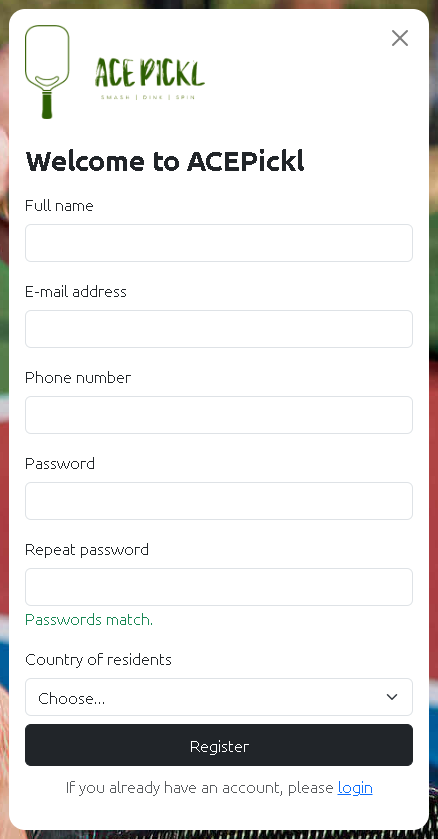 ACE PICKL
SMASH | DINK | SPIN
Welcome to ACEPickl
Full name
E-mail address
Phone number
Password
Repeat password
Passwords match.
Country of residents
Choose...
Register
If you already have an account, please login